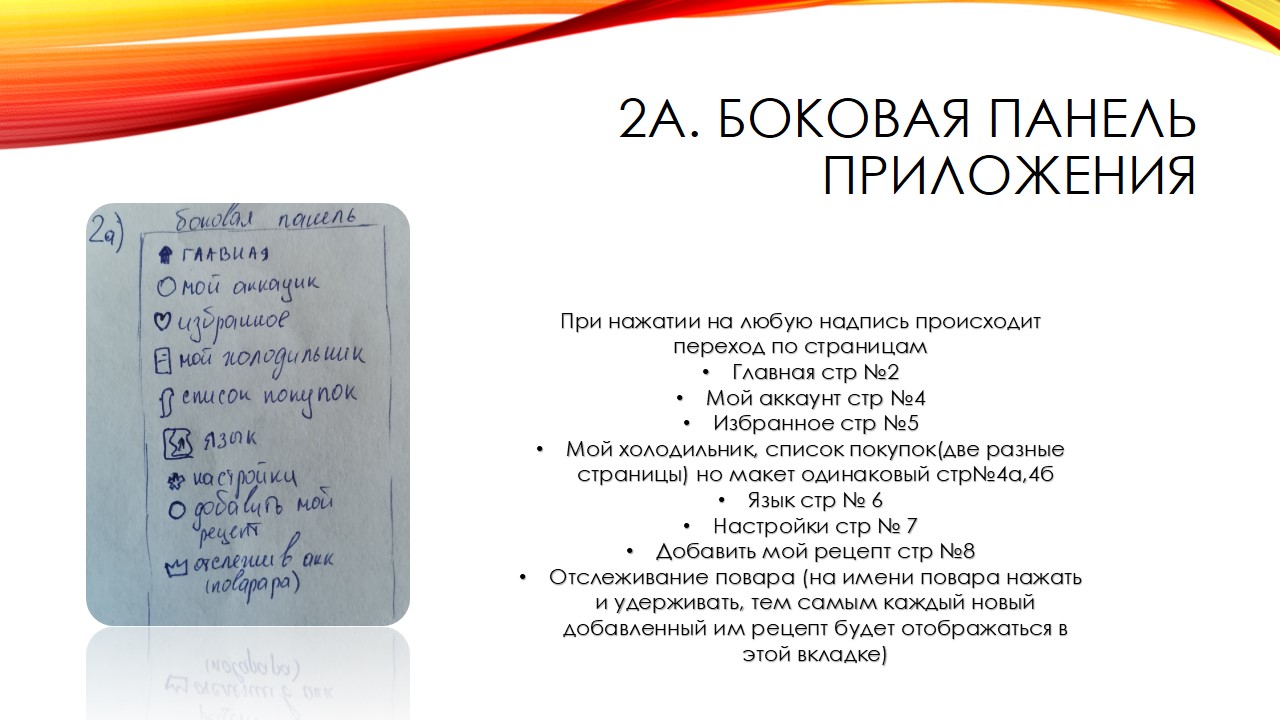 2А. БОКОВАЯ ПАНЕЛЬ
ПРИЛОЖЕНИЯ
2а) боковая панель
ГЛАВНАЯ
мой аккаунт
избранное
мой холодильник
список покупок
язык
настройки
добавить мой
рецепт
в акк
При нажатии на любую надпись происходит
переход по страницам
• Главная стр №2
• Мой аккаунт стр №4
• Избранное стр №5
• Мой холодильник, список покупок(две разные
страницы) но макет одинаковый стр№4а,4б
• Язык стр № 6
• Настройки стр № 7
• Добавить мой рецепт стр №8
• Отслеживание повара (на имени повара нажать
и удерживать, тем самым каждый новый
добавленный им рецепт будет отображаться в
этой вкладке)